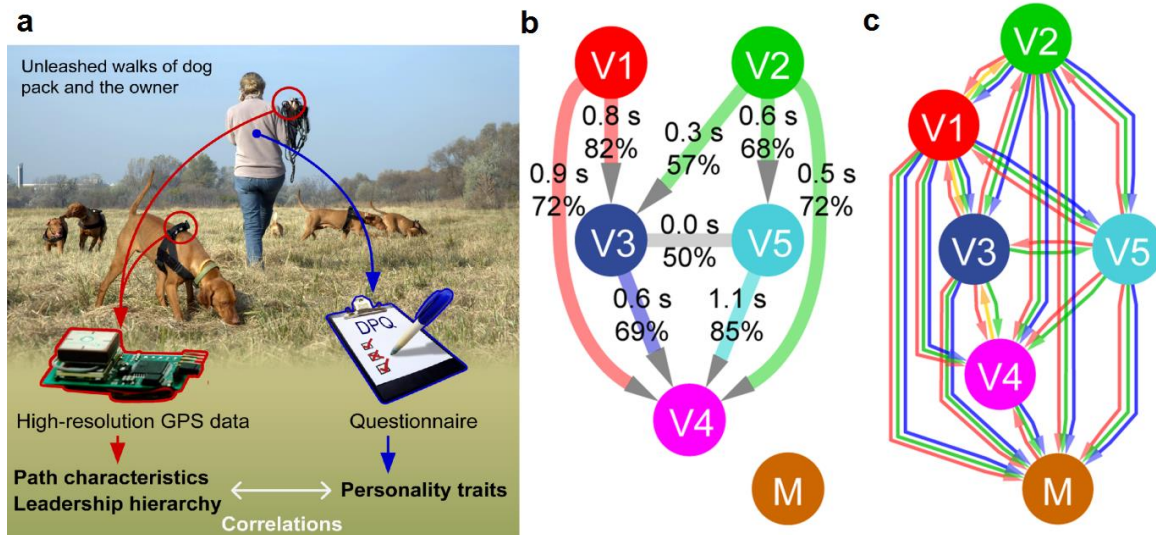 a
Unleashed walks of dog
pack and the owner
DPQ
High-resolution GPS data
Questionnaire
Path characteristics
Leadership hierarchy
Personality traits
Correlations
b
V1
V2
0.8 s
82%
0.3 s
57%
0.6 s
68%
0.9 s
72%
0.5 s
72%
V3
0.0 s
50%
V5
0.6 s
69%
1.1 s
85%
V4
M
c
V2
V1
V3
V5
V4
M